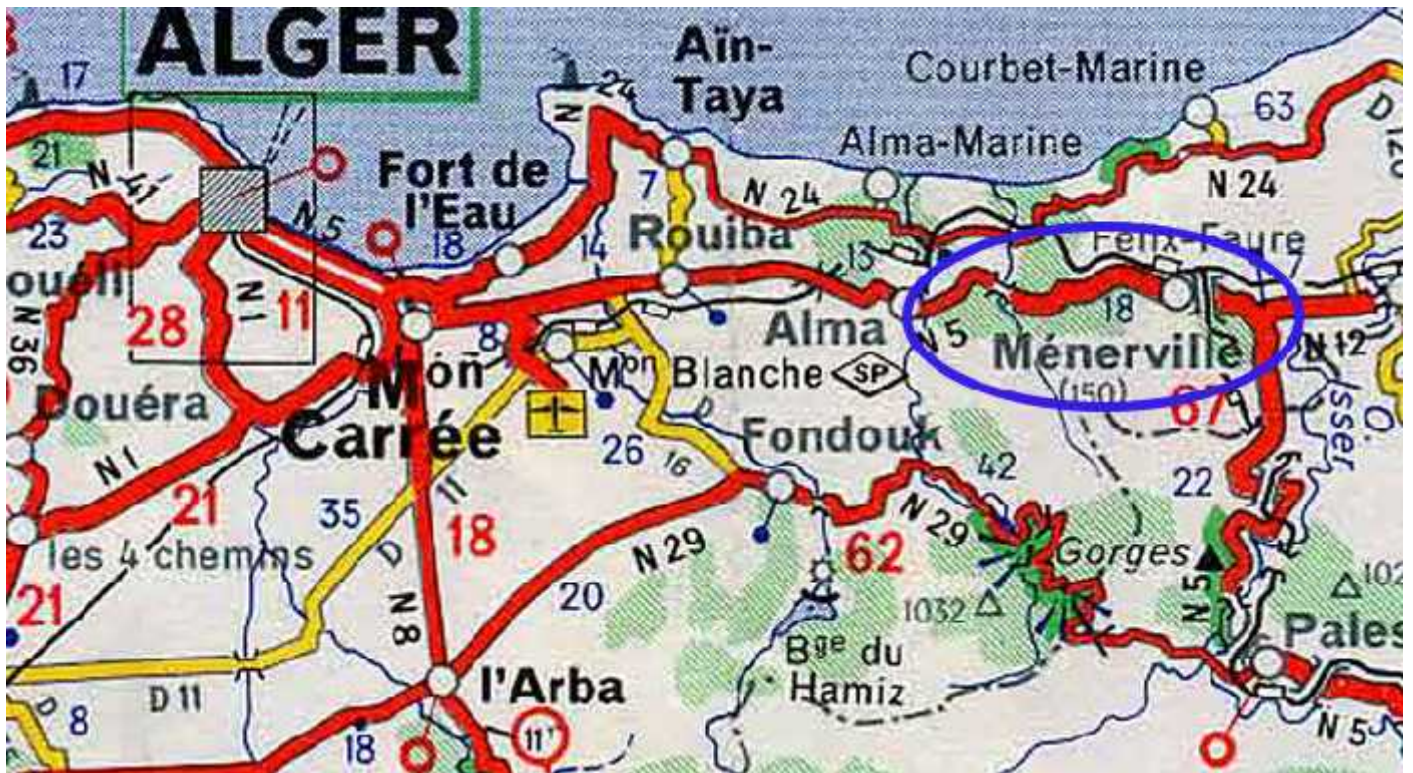 ALGER
Aïn-
Taya
Courbet-Marine
17
24
N
63
D
21
Alma-Marine
N 41
Fort de
l'Eau
7
N 24
N 24
N 5
23
18
14
Rouiba
13
Félix-Faure
N 36
28
N 1
11
8
Alma
N 5
18
Ménerville
(150)
N 12
Mon
Carrée
Mon Blanche
SP
67
O.
Isser
Douéra
Fondouk
26
16
D
42
22
N 1
21
35
11
D
18
N 29
N 29
62
Gorges
les 4 chemins
20
N 5
21
N 8
1032
102
Pales
Bge du
Hamiz
D 11
l'Arba
D
8
18
11
N 5